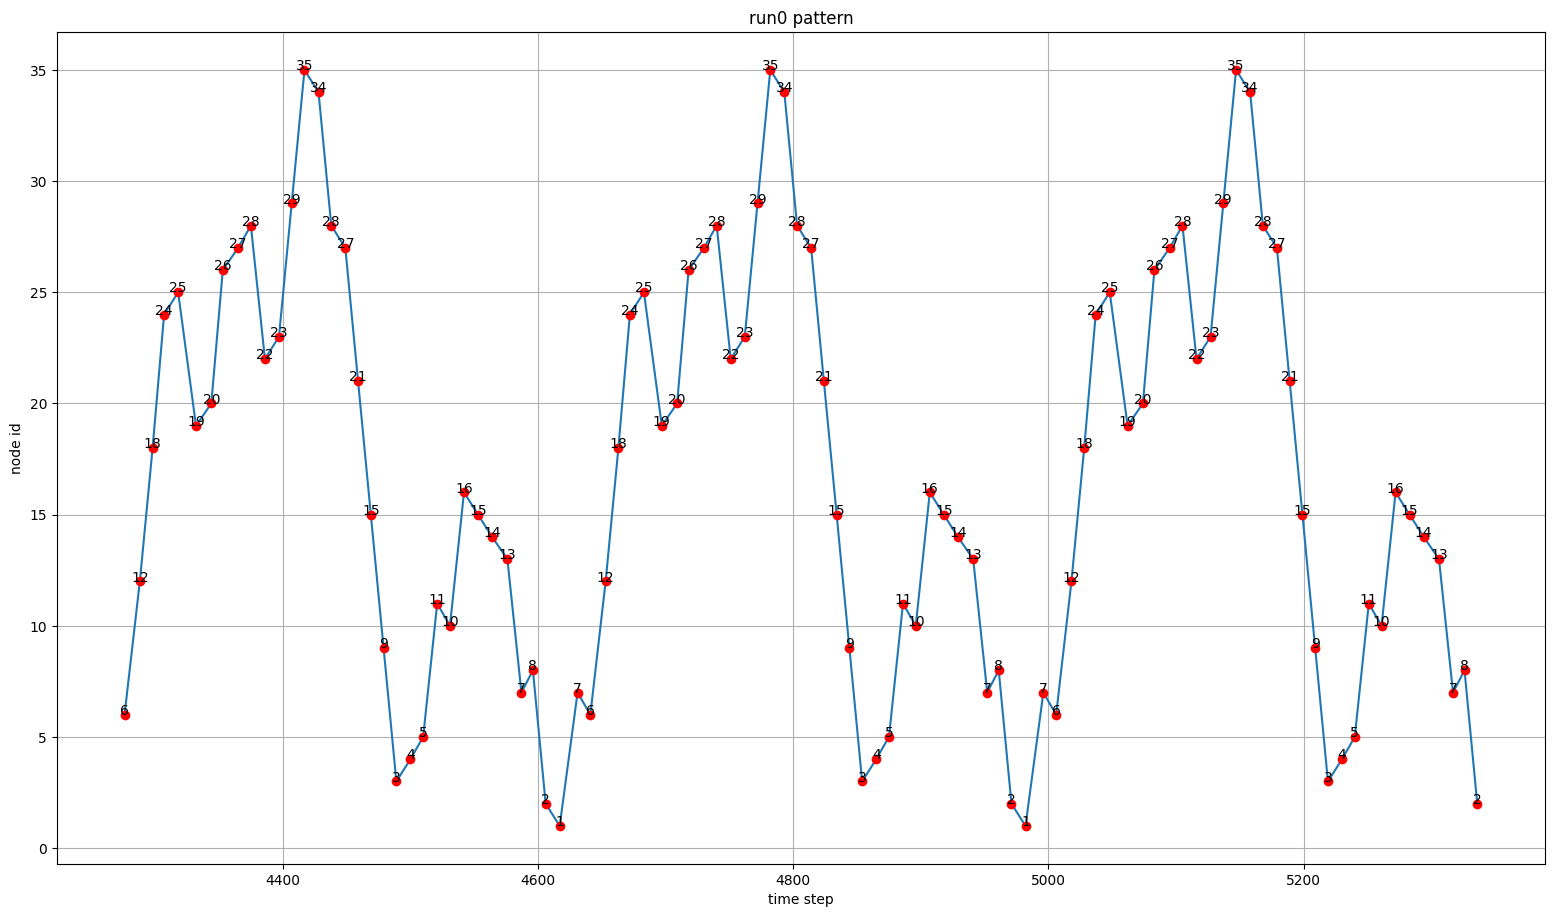 run0 pattern
35 35 35
34 34 34
29 29 29
28 28 28 28 28 28
27 27 27 27 27 27
26 26 26
25 25 25
24 24 24
23 23 23
22 22 22
21 21 21
20 20 20
19 19 19
18 18 18
16 16 16
15 15 15 15 15 15
14 14 14
13 13 13
12 12 12
11 11 11
10 10 10
9 9 9
8 8 8
7 7 7 7 7
6 6 6
5 5 5
4 4 4
3 3 3
2 2 2
1 1
35
30
25
20
15
10
5
0
node id
4400 4600 4800 5000 5200
time step